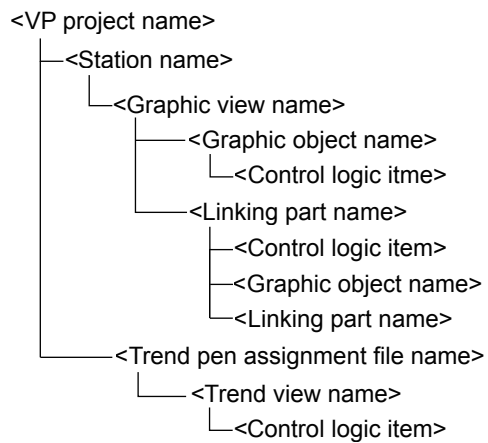 <VP project name>
<Station name>
<Graphic view name>
<Graphic object name>
<Control logic itme>
<Linking part name>
<Control logic item>
<Graphic object name>
<Linking part name>
<Trend pen assignment file name>
<Trend view name>
<Control logic item>